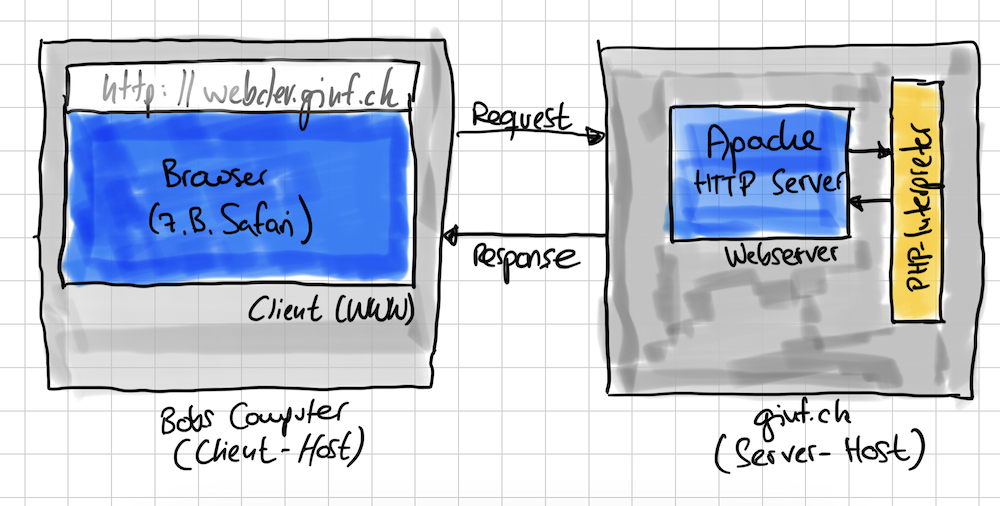 http://webdev.ginf.ch
Browser
(z.B. Safari)
Client (WWW)
Bobs Computer
(Client-Host)
Request
Response
Apache
HTTP Server
Webserver
PHP-Interpreter
ginf.ch
(Server-Host)